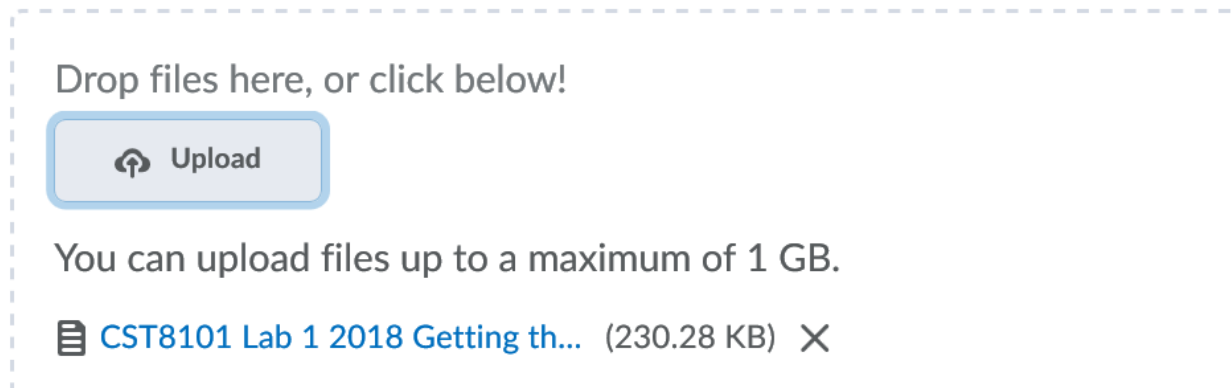 Drop files here, or click below!
Upload
You can upload files up to a maximum of 1 GB.
CST8101 Lab 1 2018 Getting th... (230.28 KB)